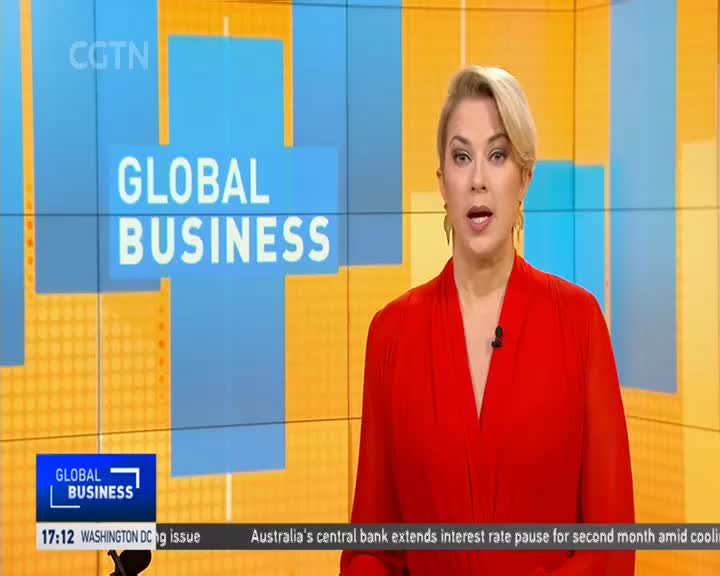 CGTN
GLOBAL
BUSINESS
GLOBAL
BUSINESS
17:12 WASHINGTON DC
g issue Australia's central bank extends interest rate pause for second month amid cooli